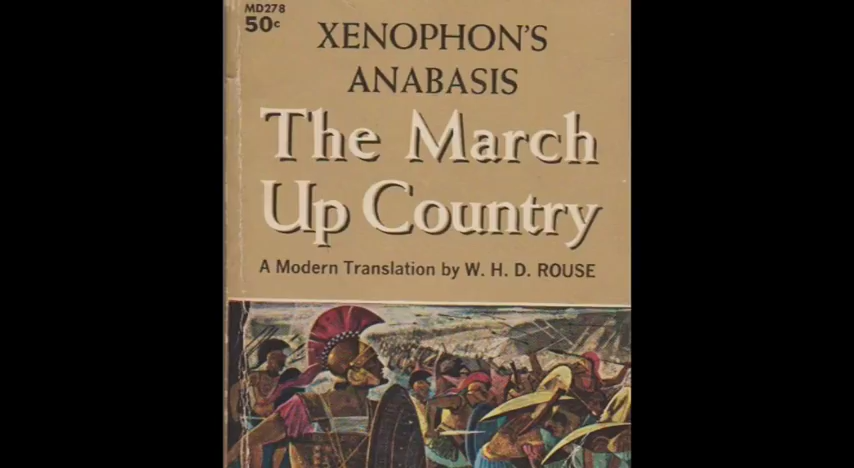 MD278
50c
XENOPHON'S
ANABASIS
The March
Up Country
A Modern Translation by W. H. D. ROUSE